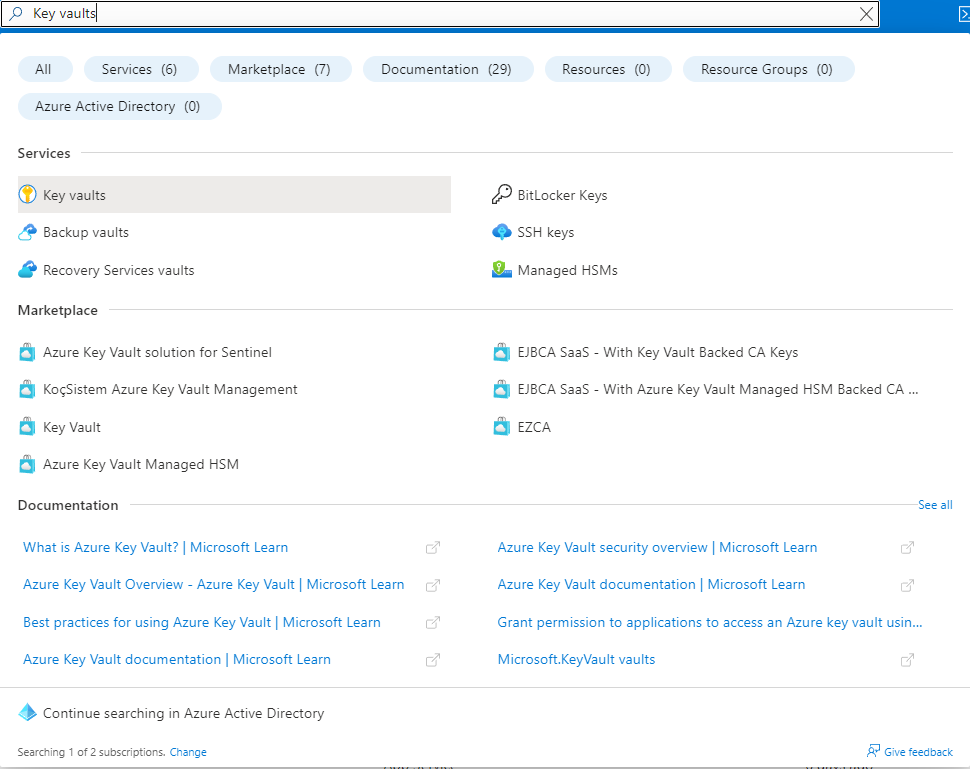 Key vaults
All
Services (6)
Marketplace (7)
Documentation (29)
Resources (0)
Resource Groups (0)
Azure Active Directory (0)
Services
Key vaults
BitLocker Keys
Backup vaults
SSH keys
Recovery Services vaults
Managed HSMs
Marketplace
Azure Key Vault solution for Sentinel
EJBCA SaaS - With Key Vault Backed CA Keys
KoçSistem Azure Key Vault Management
EJBCA SaaS - With Azure Key Vault Managed HSM Backed CA ...
Key Vault
EZCA
Azure Key Vault Managed HSM
Documentation
See all
What is Azure Key Vault? | Microsoft Learn
Azure Key Vault security overview | Microsoft Learn
Azure Key Vault Overview - Azure Key Vault | Microsoft Learn
Azure Key Vault documentation | Microsoft Learn
Best practices for using Azure Key Vault | Microsoft Learn
Grant permission to applications to access an Azure key vault usin...
Azure Key Vault documentation | Microsoft Learn
Microsoft.KeyVault vaults
Continue searching in Azure Active Directory
Searching 1 of 2 subscriptions. Change
Give feedback